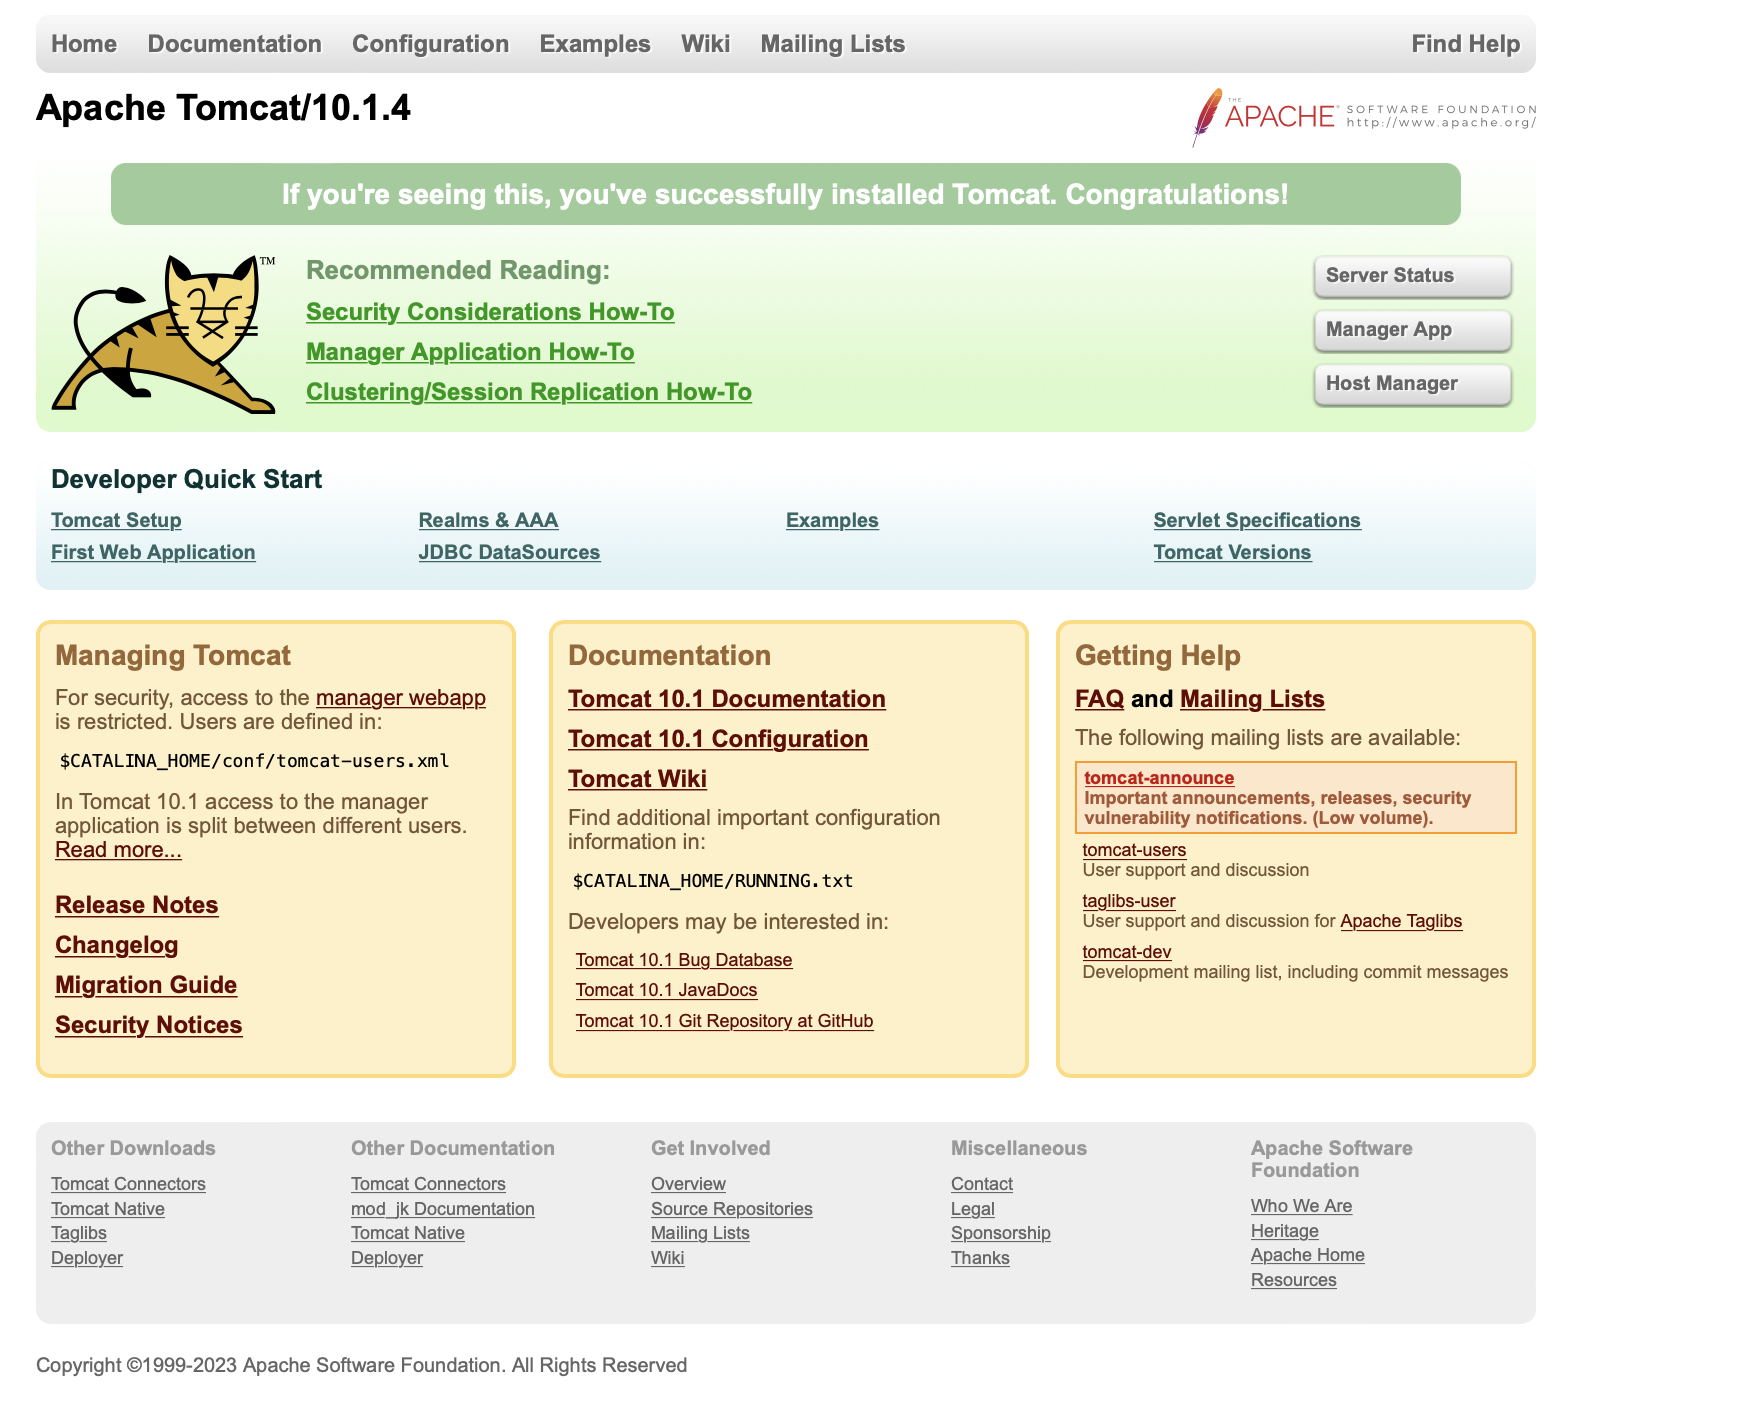 Home Documentation Configuration Examples Wiki Mailing Lists Find Help
Apache Tomcat/10.1.4
THE APACHE® SOFTWARE FOUNDATION
http://www.apache.org/
If you're seeing this, you've successfully installed Tomcat. Congratulations!
TM
Recommended Reading:
Security Considerations How-To
Manager Application How-To
Clustering/Session Replication How-To
Server Status
Manager App
Host Manager
Developer Quick Start
Tomcat Setup
First Web Application
Realms & AAA
JDBC DataSources
Examples
Servlet Specifications
Tomcat Versions
Managing Tomcat
For security, access to the manager webapp
is restricted. Users are defined in:
$CATALINA_HOME/conf/tomcat-users.xml
In Tomcat 10.1 access to the manager
application is split between different users.
Read more...
Release Notes
Changelog
Migration Guide
Security Notices
Documentation
Tomcat 10.1 Documentation
Tomcat 10.1 Configuration
Tomcat Wiki
Find additional important configuration
information in:
$CATALINA_HOME/RUNNING.txt
Developers may be interested in:
Tomcat 10.1 Bug Database
Tomcat 10.1 JavaDocs
Tomcat 10.1 Git Repository at GitHub
Getting Help
FAQ and Mailing Lists
The following mailing lists are available:
tomcat-announce
Important announcements, releases, security
vulnerability notifications. (Low volume).
tomcat-users
User support and discussion
taglibs-user
User support and discussion for Apache Taglibs
tomcat-dev
Development mailing list, including commit messages
Other Downloads
Tomcat Connectors
Tomcat Native
Taglibs
Deployer
Other Documentation
Tomcat Connectors
mod_jk Documentation
Tomcat Native
Deployer
Get Involved
Overview
Source Repositories
Mailing Lists
Wiki
Miscellaneous
Contact
Legal
Sponsorship
Thanks
Apache Software
Foundation
Who We Are
Heritage
Apache Home
Resources
Copyright ©1999-2023 Apache Software Foundation. All Rights Reserved